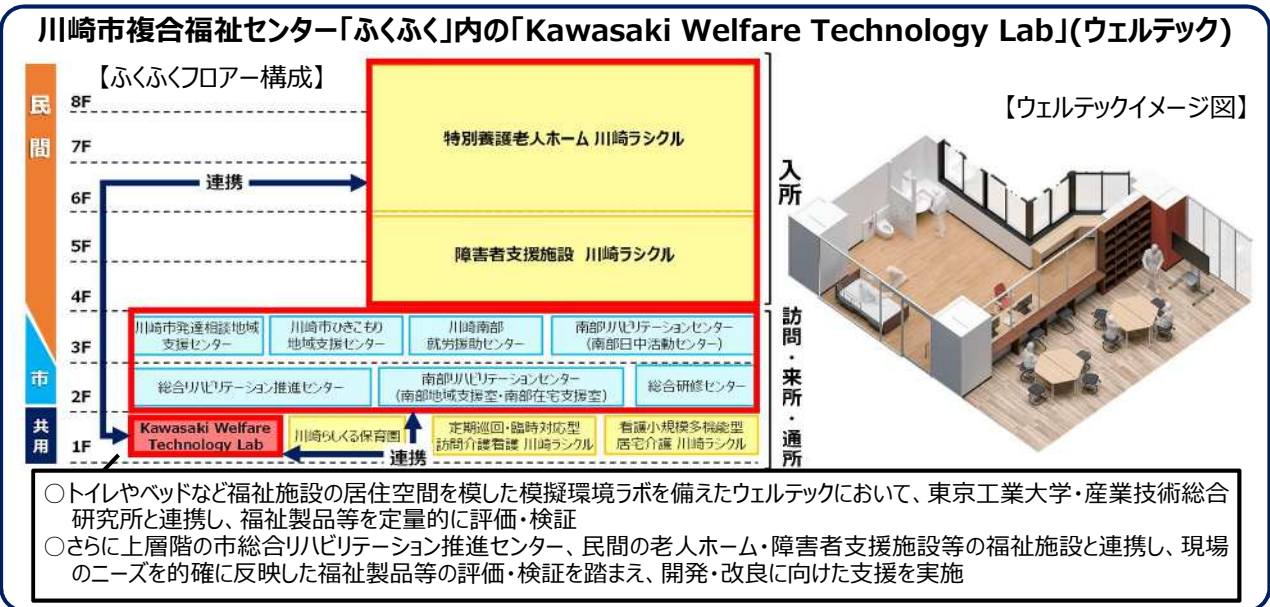 川崎市複合福祉センター「ふくふく」内の「Kawasaki Welfare Technology Lab」(ウェルテック)
【ふくふくフロアー構成】
【ウェルテックイメージ図】
民間
8F
7F
6F
5F
4F
特別養護老人ホーム 川崎ラシクル
連携
障害者支援施設 川崎ラシクル
入所
市
3F
川崎市発達相談地域
支援センター
川崎市ひきこもり
地域支援センター
川崎南部
就労援助センター
南部リハビリテーションセンター
(南部日中活動センター)
2F
総合リハビリテーション推進センター
南部リハビリテーションセンター
(南部地域支援室・南部在宅支援室)
総合研修センター
訪問・来所・通所
共用
1F
Kawasaki Welfare
Technology Lab
川崎らしくる保育園
定期巡回・臨時対応型
訪問介護看護 川崎ラシクル
看護小規模多機能型
居宅介護 川崎ラシクル
連携
○トイレやベッドなど福祉施設の居住空間を模した模擬環境ラボを備えたウェルテックにおいて、東京工業大学・産業技術総合
研究所と連携し、福祉製品等を定量的に評価・検証
○さらに上層階の市総合リハビリテーション推進センター、民間の老人ホーム・障害者支援施設等の福祉施設と連携し、現場
のニーズを的確に反映した福祉製品等の評価・検証を踏まえ、開発・改良に向けた支援を実施